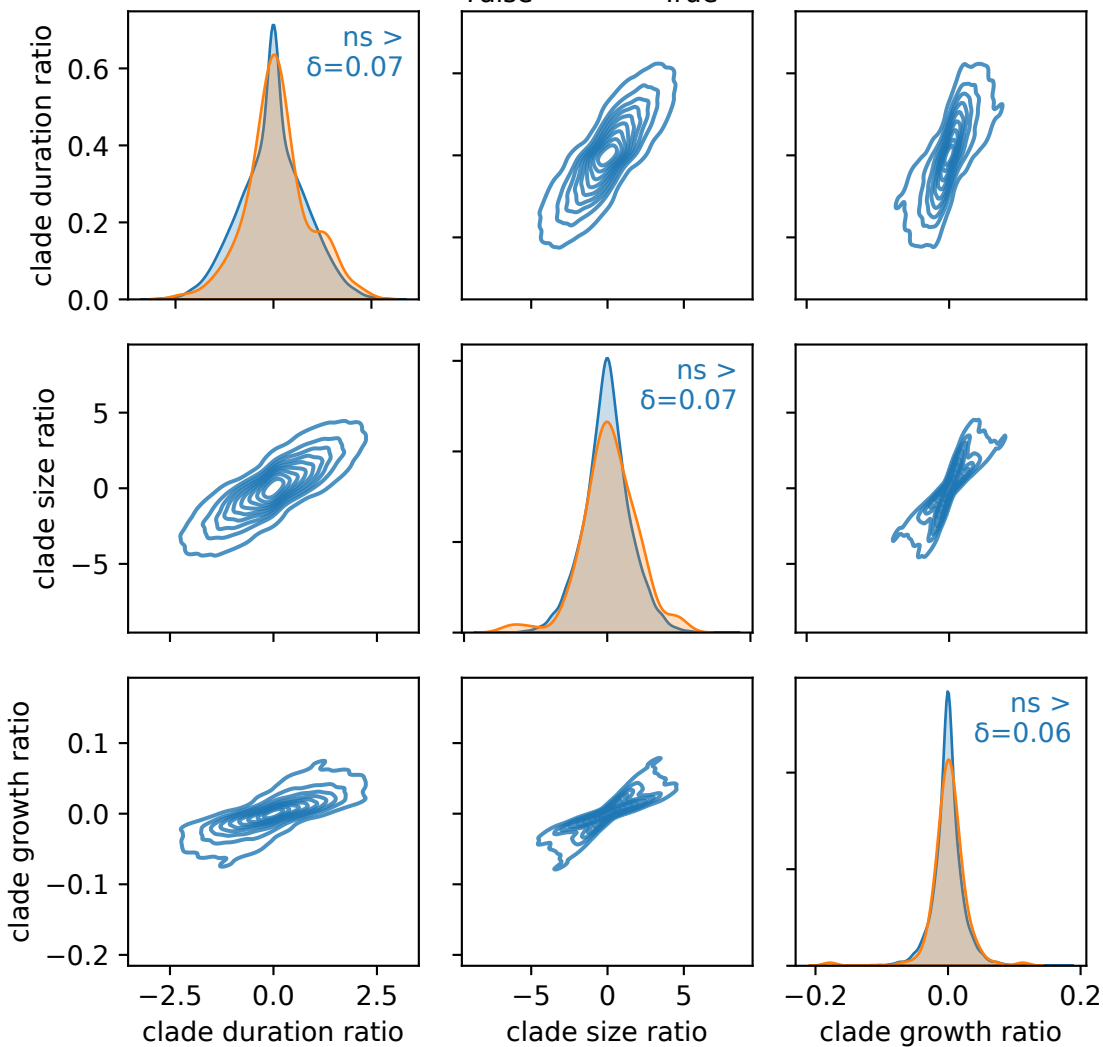 True
clade duration ratio
0.6
0.4
0.2
0.0
ns >
δ=0.07
clade size ratio
5
0
−5
ns >
δ=0.07
clade growth ratio
0.1
0.0
−0.1
−0.2
ns >
δ=0.06
−2.5 0.0 2.5
−5 0 5
−0.2 0.0 0.2
clade duration ratio
clade size ratio
clade growth ratio